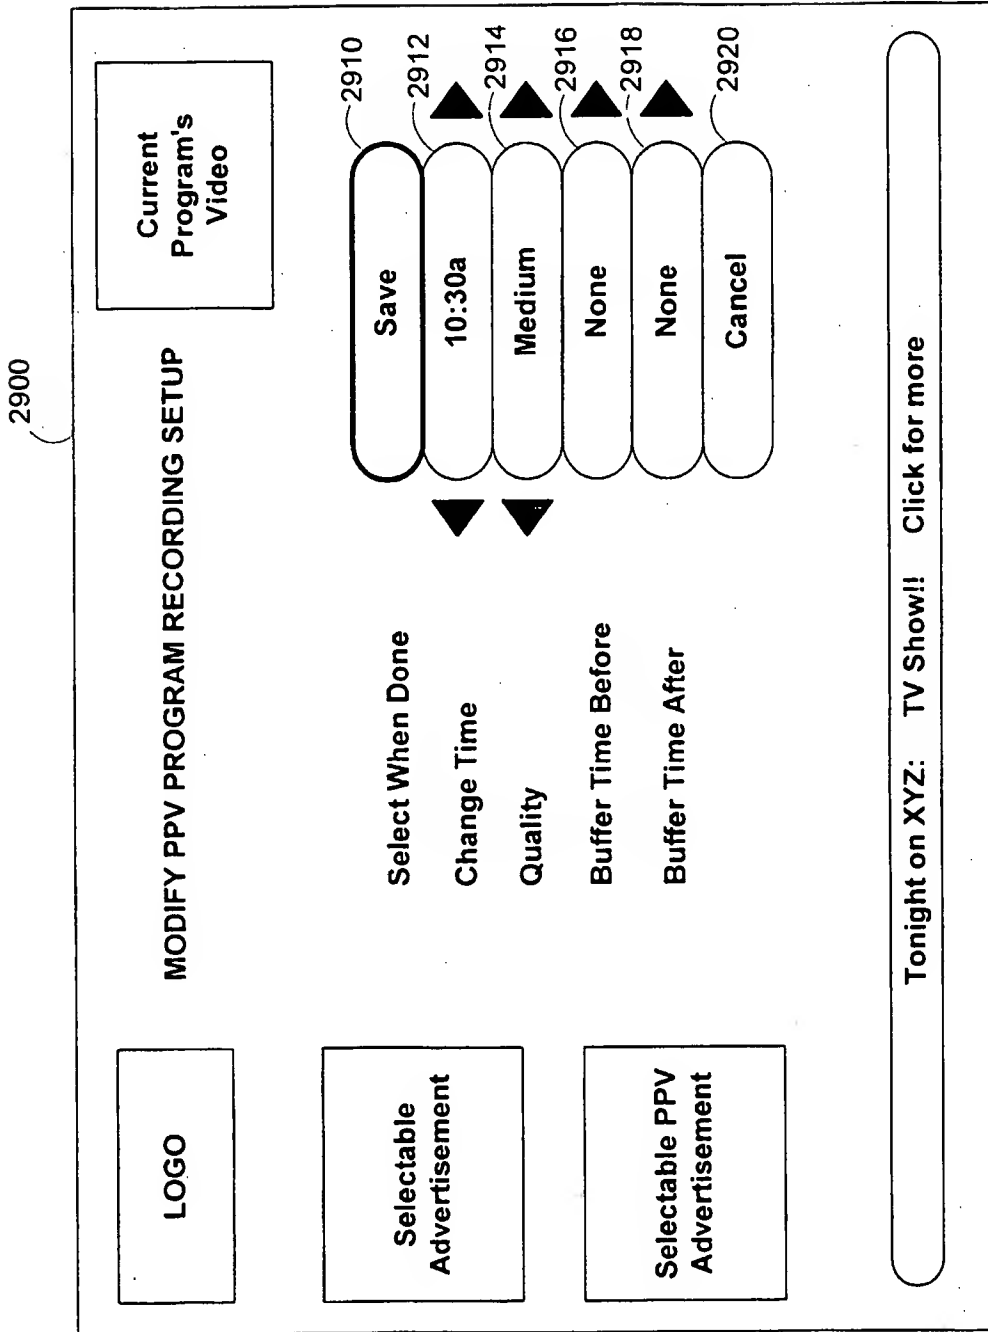 2900
LOGO
MODIFY PPV PROGRAM RECORDING SETUP
Current
Program's
Video
Selectable
Advertisement
Selectable PPV
Advertisement
Select When Done
Save
2910
Change Time
10:30a
2912
Quality
Medium
2914
Buffer Time Before
None
2916
Buffer Time After
None
2918
Cancel
2920
Tonight on XYZ: TV Show!! Click for more